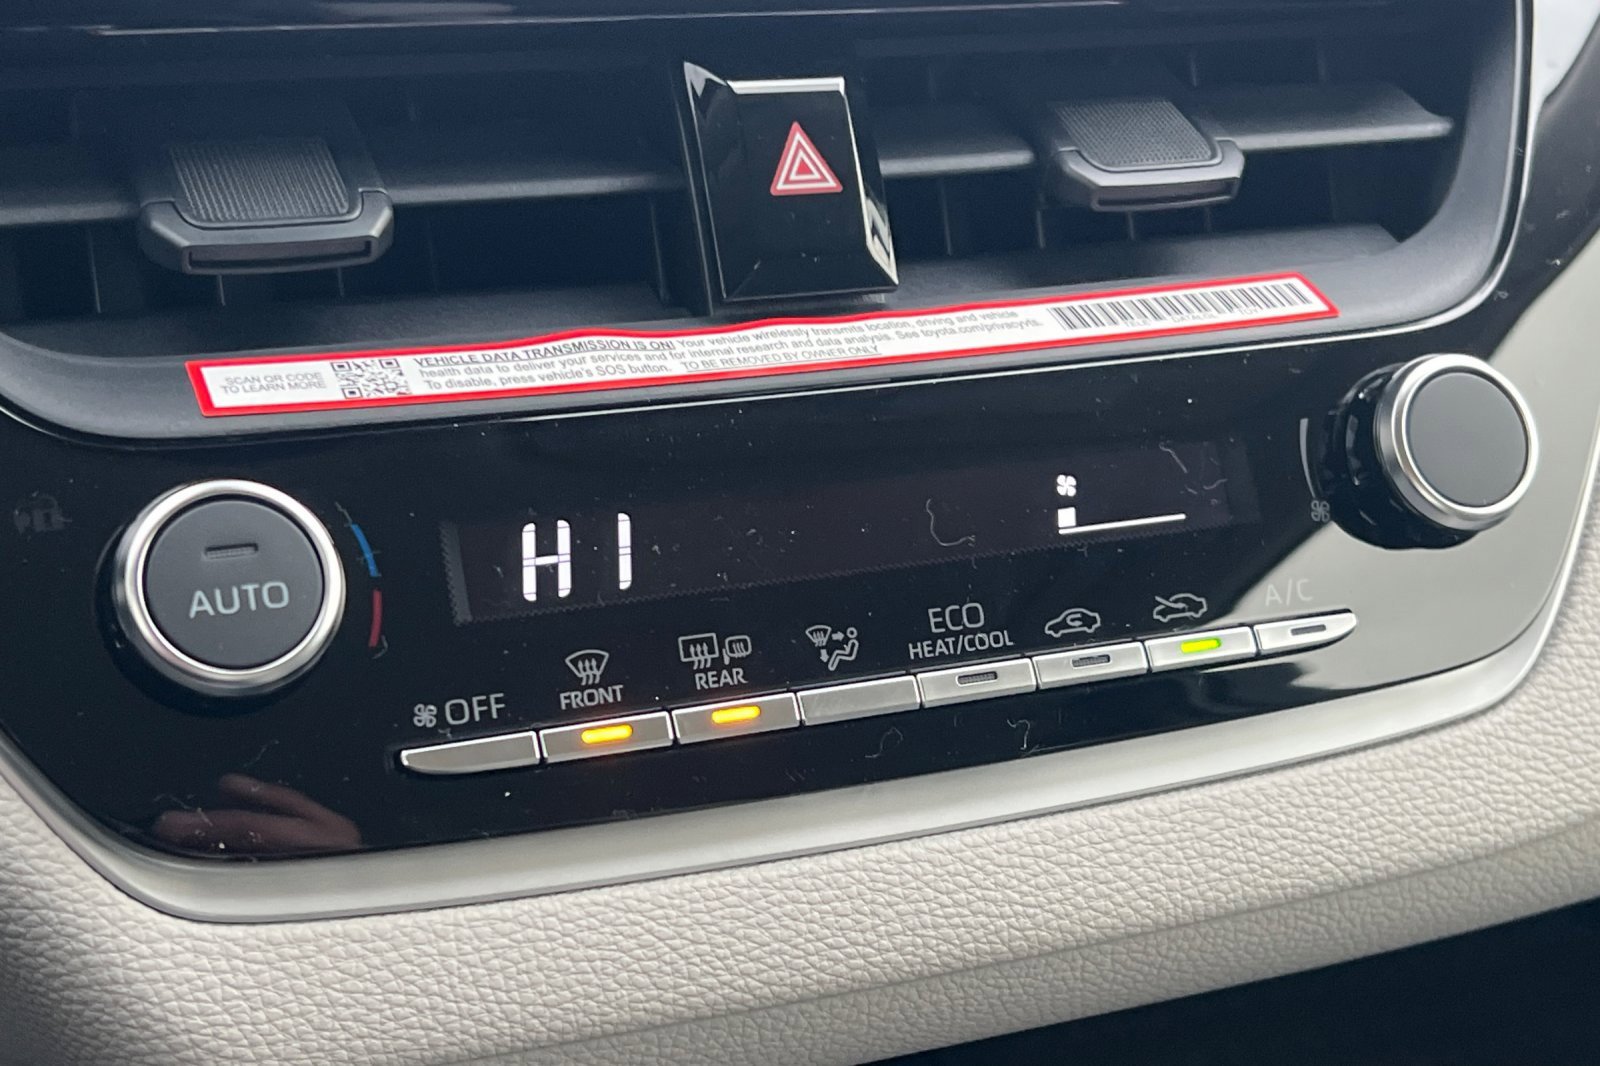 SCAN QR CODE
TO LEARN MORE
VEHICLE DATA TRANSMISSION IS ON! Your vehicle wirelessly transmits location, driving and vehicle
health data to deliver your services and for internal research and data analysis. See toyota.com/privacyvts.
To disable, press vehicle's SOS button. TO BE REMOVED BY OWNER ONLY
HI
AUTO
OFF
FRONT
REAR
ECO
HEAT/COOL
A/C